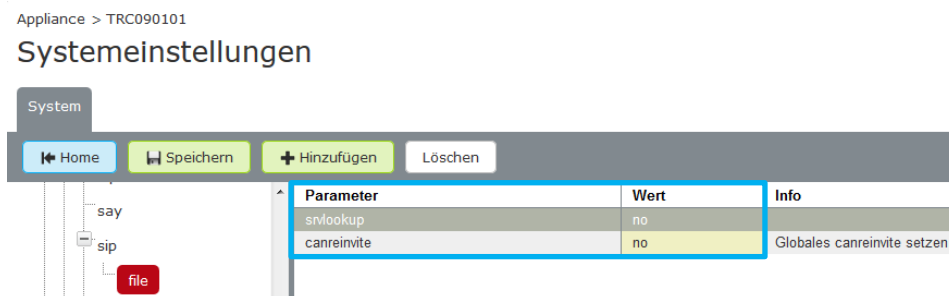 Appliance > TRC090101
Systemeinstellungen
System
Home Speichern Hinzufügen Löschen
Parameter Wert Info
say
srvlookup no
sip
canreinvite no Globales canreinvite setzen
file